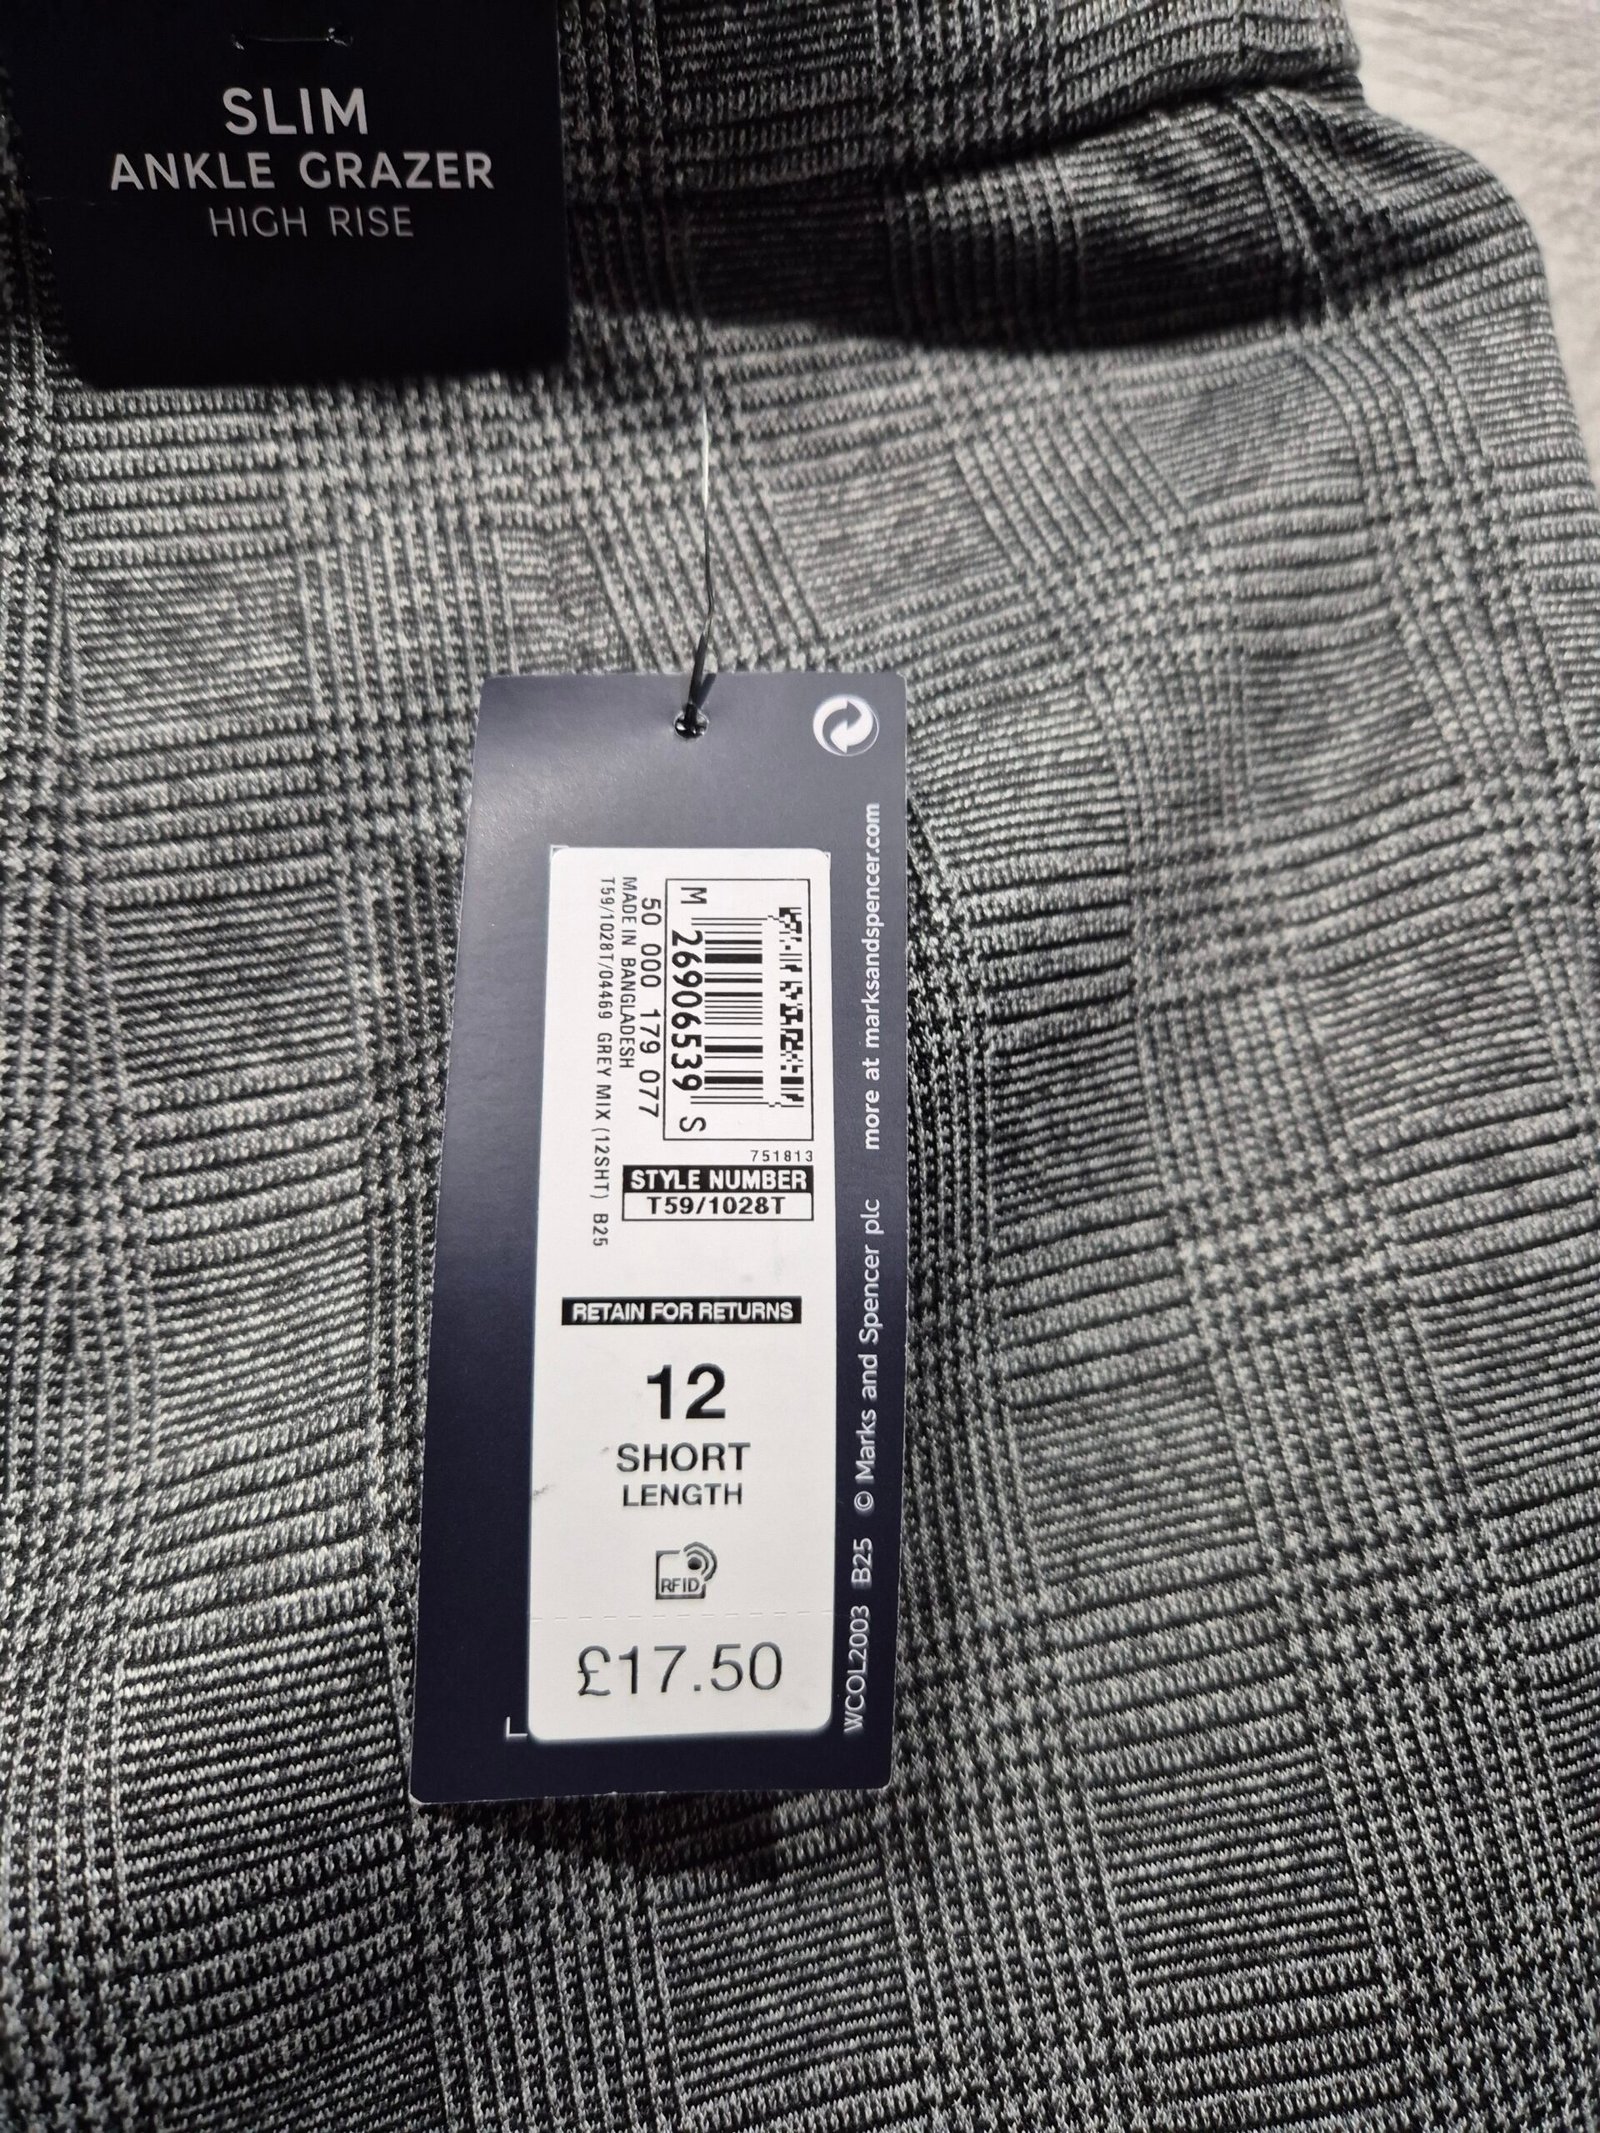 SLIM
ANKLE GRAZER
HIGH RISE
M 26906539 S
50 000 179 077
MADE IN BANGLADESH
T59/1028T/04469 GREY MIX (12SHT) B25
751813
STYLE NUMBER
T59/1028T
RETAIN FOR RETURNS
12
SHORT
LENGTH
RFID
£17.50
WCOL2003 B25 © Marks and Spencer plc more at marksandspencer.com